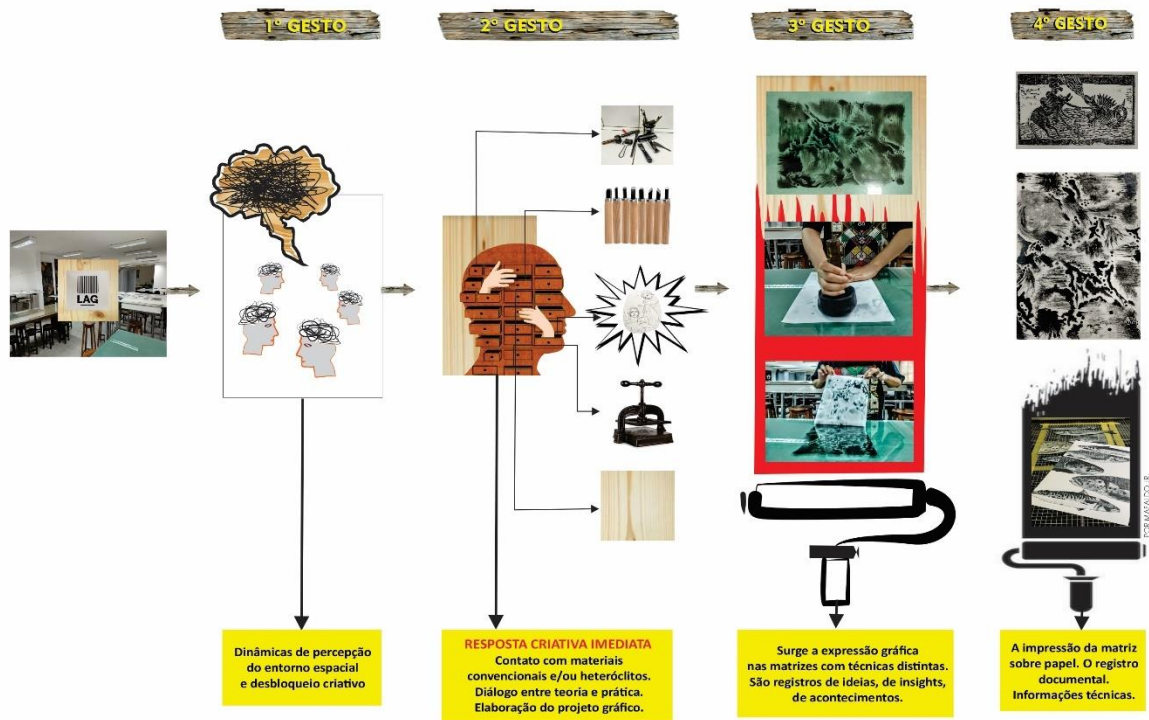 1º GESTO
2º GESTO
3º GESTO
4º GESTO
LAG
Dinâmicas de percepção
do entorno espacial
e desbloqueio criativo
RESPOSTA CRIATIVA IMEDIATA
Contato com materiais
convencionais e/ou heteróclitos.
Diálogo entre teoria e prática.
Elaboração do projeto gráfico.
Surge a expressão gráfica
nas matrizes com técnicas distintas.
São registros de ideias, de insights,
de acontecimentos.
A impressão da matriz
sobre papel. O registro
documental.
Informações técnicas.